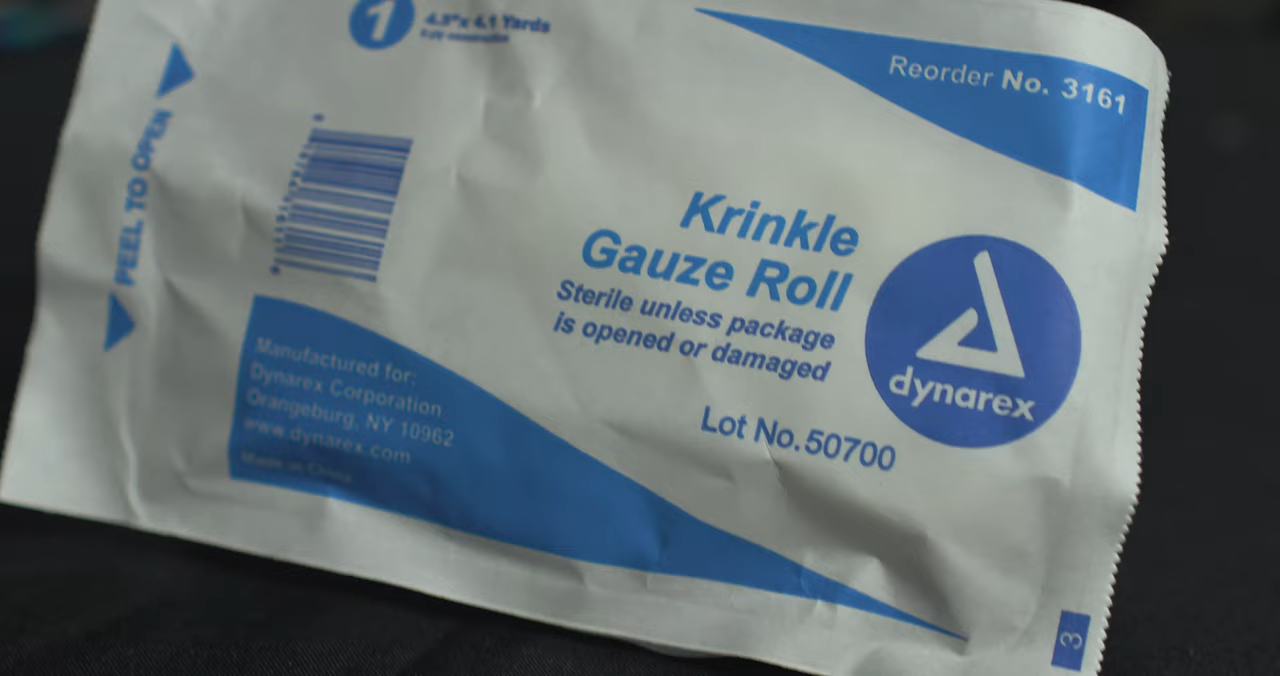 1
4.5" x 4.1 Yards
Reorder No. 3161
PEEL TO OPEN
Krinkle
Gauze Roll
Sterile unless package
is opened or damaged
dynarex
Lot No. 50700
Manufactured for:
Dynarex Corporation
Orangeburg, NY 10962
www.dynarex.com
Made in China
3